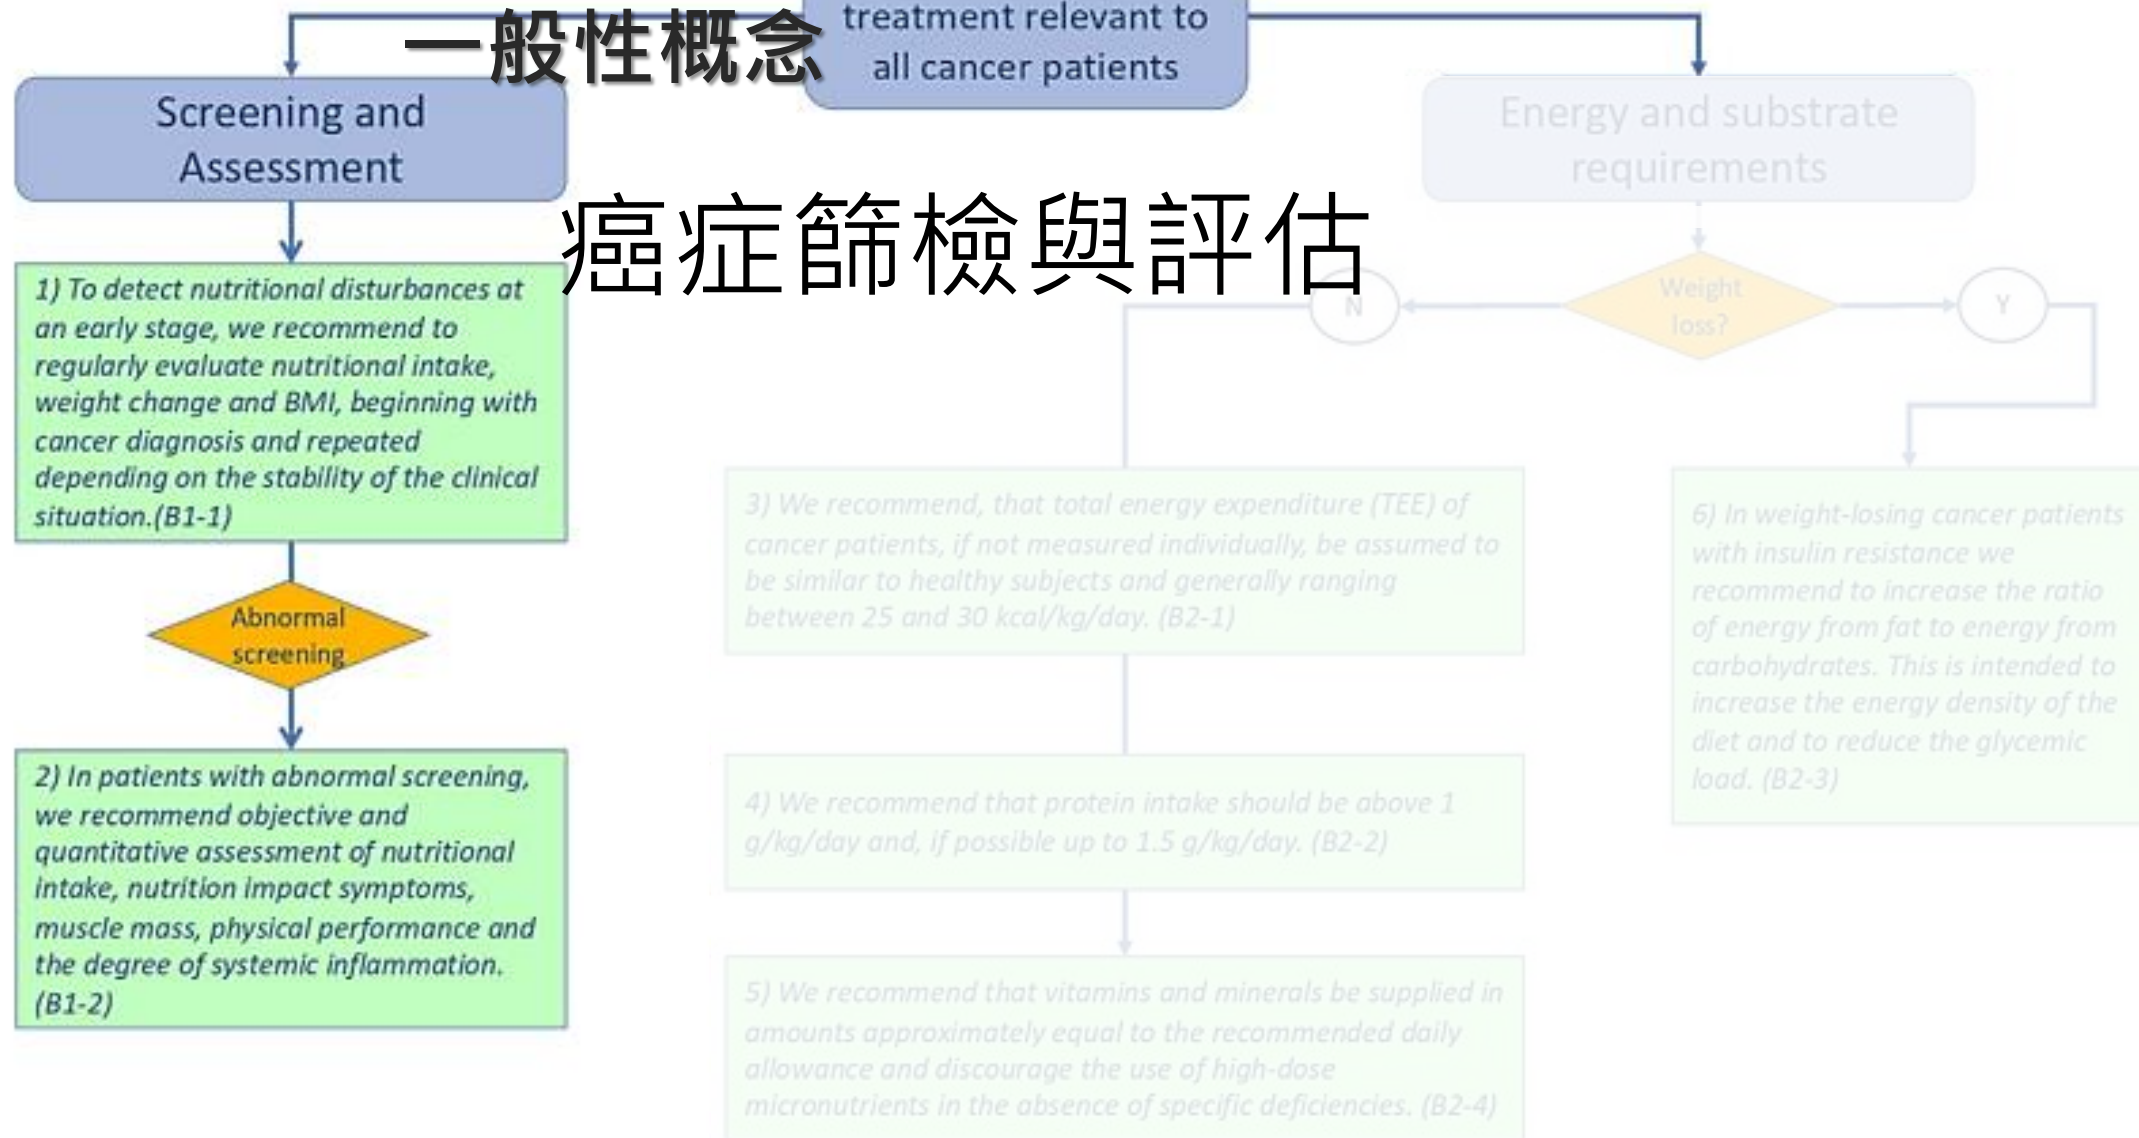 一般性概念
treatment relevant to
all cancer patients
Screening and
Assessment
癌症篩檢與評估
1) To detect nutritional disturbances at
an early stage, we recommend to
regularly evaluate nutritional intake,
weight change and BMI, beginning with
cancer diagnosis and repeated
depending on the stability of the clinical
situation.(B1-1)
Abnormal
screening
2) In patients with abnormal screening,
we recommend objective and
quantitative assessment of nutritional
intake, nutrition impact symptoms,
muscle mass, physical performance and
the degree of systemic inflammation.
(B1-2)
Energy and substrate
requirements
Weight
loss?
N
Y
3) We recommend, that total energy expenditure (TEE) of
cancer patients, if not measured individually, be assumed to
be similar to healthy subjects and generally ranging
between 25 and 30 kcal/kg/day. (B2-1)
4) We recommend that protein intake should be above 1
g/kg/day and, if possible up to 1.5 g/kg/day. (B2-2)
5) We recommend that vitamins and minerals be supplied in
amounts approximately equal to the recommended daily
allowance and discourage the use of high-dose
micronutrients in the absence of specific deficiencies. (B2-4)
6) In weight-losing cancer patients
with insulin resistance we
recommend to increase the ratio
of energy from fat to energy from
carbohydrates. This is intended to
increase the energy density of the
diet and to reduce the glycemic
load. (B2-3)